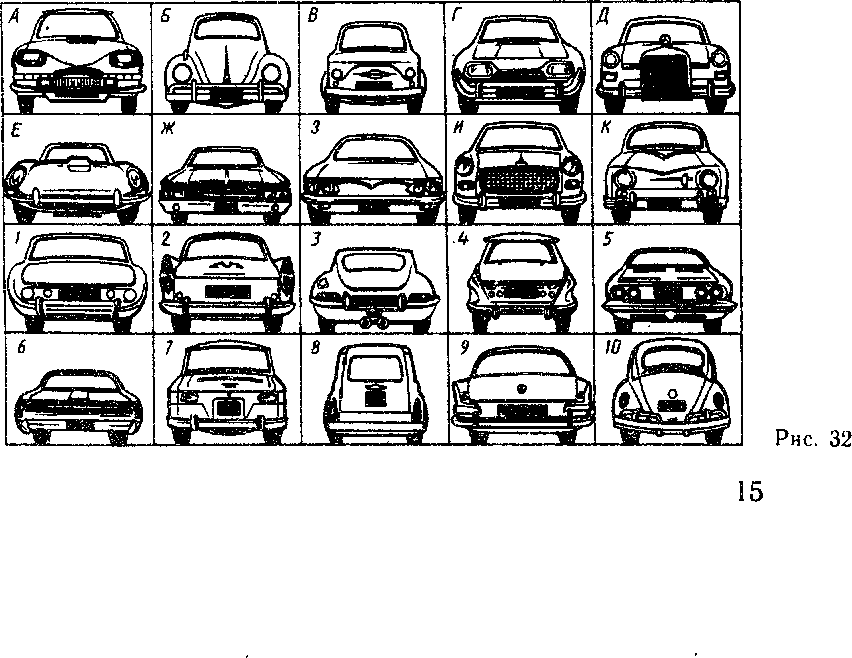 А Б В Г Д
Е Ж З И К
1 2 3 4 5
6 7 8 9 10
Рис. 32
15